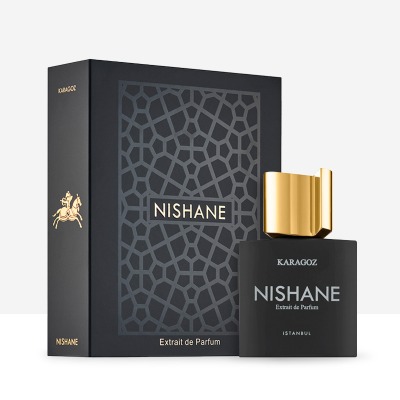 KARAGOZ
NISHANE
NISHANE
Extrait de Parfum
KARAGOZ
NISHANE
Extrait de Parfum
ISTANBUL